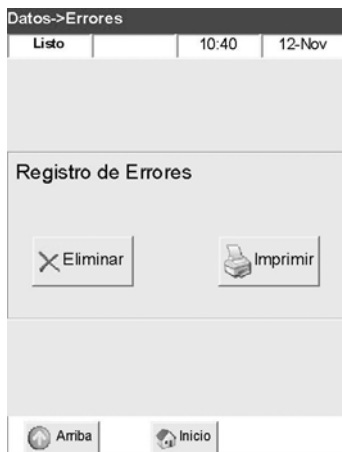 Datos->Errores
Listo 10:40 12-Nov
Registro de Errores
Eliminar Imprimir
Arriba Inicio